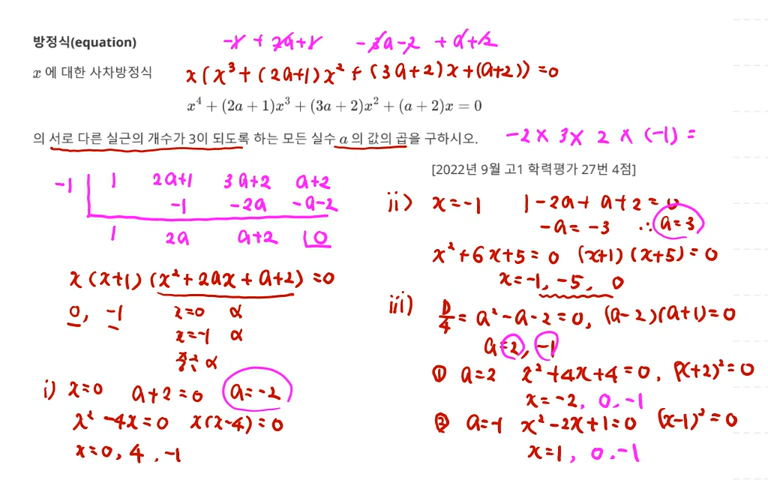 방정식(equation)
-1 + 2a+1 -3a-2 + a+2
x 에 대한 사차방정식
x(x³+(2a+1)x²+(3a+2)x+(a+2))=0
x⁴ + (2a + 1)x³ + (3a + 2)x² + (a + 2)x = 0
의 서로 다른 실근의 개수가 3이 되도록 하는 모든 실수 a 의 값의 곱을 구하시오.
-2 × 3 × 2 × (-1) =
[2022년 9월 고1 학력평가 27번 4점]
-1 | 1 2a+1 3a+2 a+2
-1 -2a -a-2
1 2a a+2 0
x(x+1)(x²+2ax+a+2)=0
0, -1
x=0 α
x=-1 α
중근 α
i) x=0 a+2=0 a=-2
x²-4x=0 x(x-4)=0
x=0, 4, -1
ii) x=-1 1-2a+a+2=0
-a=-3 ∴ a=3
x²+6x+5=0 (x+1)(x+5)=0
x=-1, -5, 0
iii) D/4 = a²-a-2=0, (a-2)(a+1)=0
a=2, -1
① a=2 x²+4x+4=0, (x+2)²=0
x=-2, 0, -1
② a=-1 x²-2x+1=0 (x-1)²=0
x=1, 0, -1